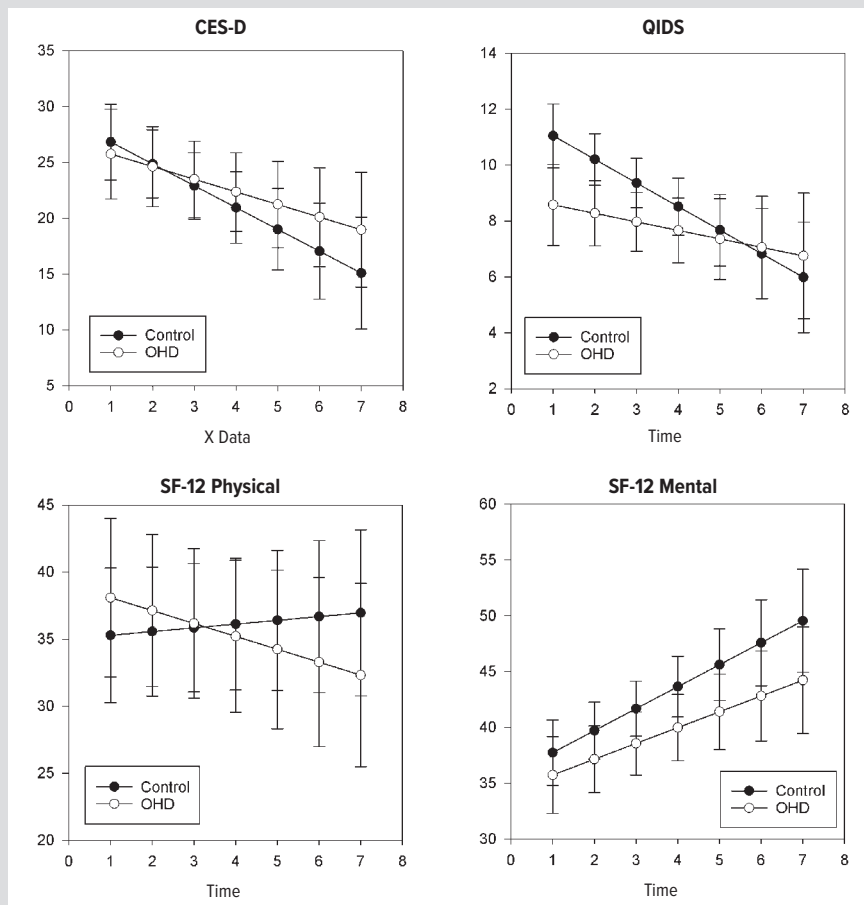 CES-D
35
30
25
20
15
10
5
Control
OHD
0 1 2 3 4 5 6 7 8
X Data
QIDS
14
12
10
8
6
4
2
Control
OHD
0 1 2 3 4 5 6 7 8
Time
SF-12 Physical
45
40
35
30
25
20
Control
OHD
0 1 2 3 4 5 6 7 8
Time
SF-12 Mental
60
55
50
45
40
35
30
Control
OHD
0 1 2 3 4 5 6 7 8
Time